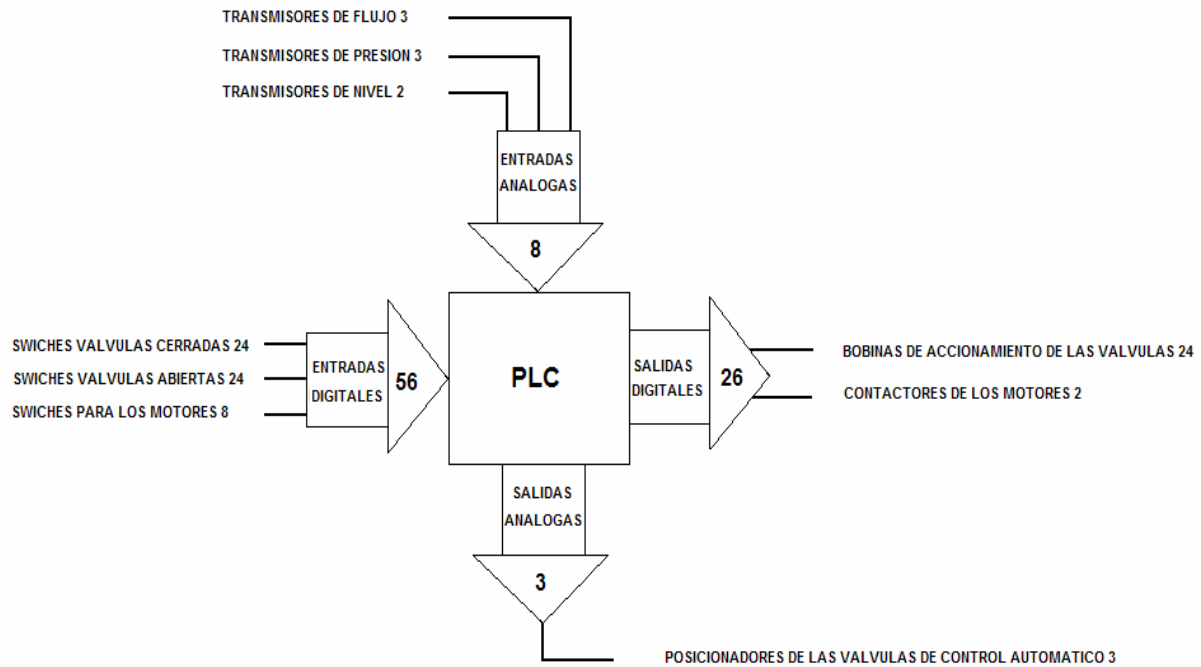 TRANSMISORES DE FLUJO 3
TRANSMISORES DE PRESION 3
TRANSMISORES DE NIVEL 2
ENTRADAS
ANALOGAS
8
SWICHES VALVULAS CERRADAS 24
SWICHES VALVULAS ABIERTAS 24
SWICHES PARA LOS MOTORES 8
ENTRADAS
DIGITALES
56
PLC
SALIDAS
DIGITALES
26
BOBINAS DE ACCIONAMIENTO DE LAS VALVULAS 24
CONTACTORES DE LOS MOTORES 2
SALIDAS
ANALOGAS
3
POSICIONADORES DE LAS VALVULAS DE CONTROL AUTOMATICO 3